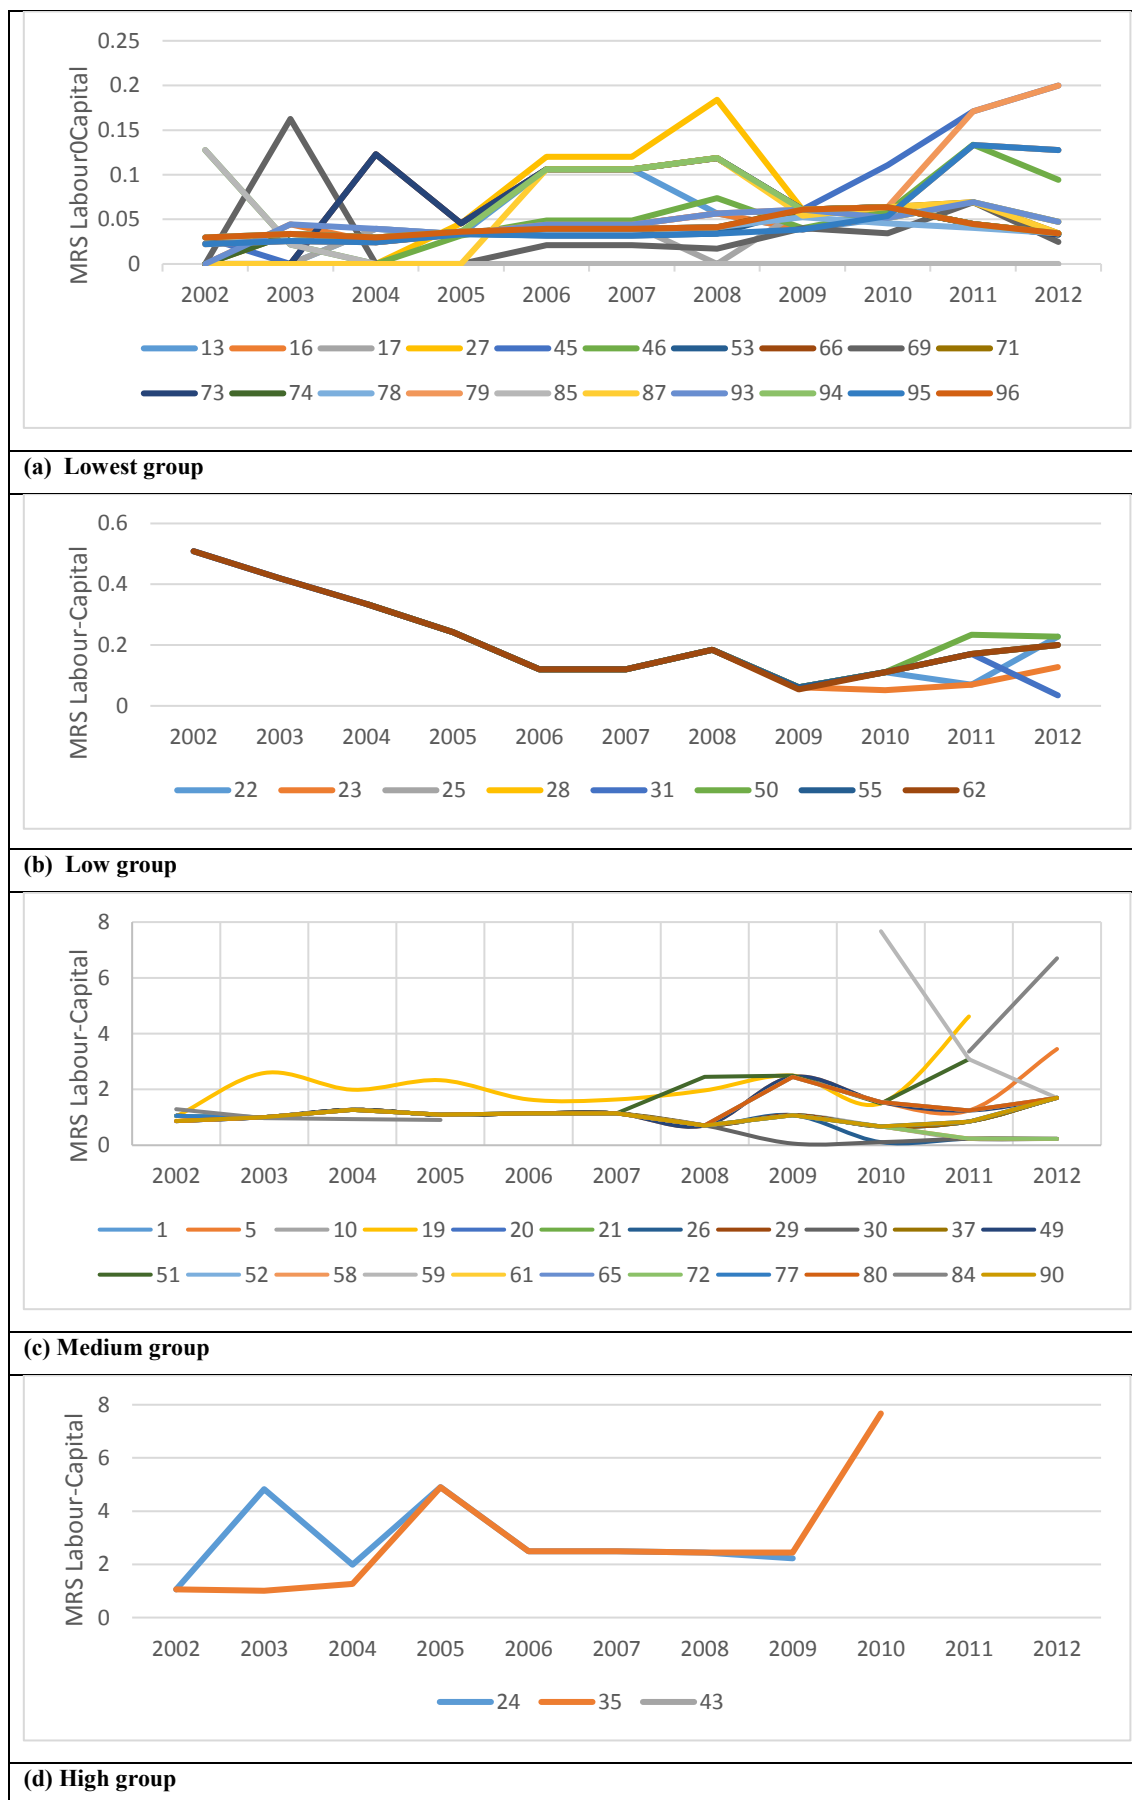 0.25
0.2
0.15
0.1
0.05
0
MRS Labour0Capital
2002 2003 2004 2005 2006 2007 2008 2009 2010 2011 2012
13 16 17 27 45 46 53 66 69 71
73 74 78 79 85 87 93 94 95 96
(a) Lowest group
0.6
0.4
0.2
0
MRS Labour-Capital
2002 2003 2004 2005 2006 2007 2008 2009 2010 2011 2012
22 23 25 28 31 50 55 62
(b) Low group
8
6
4
2
0
MRS Labour-Capital
2002 2003 2004 2005 2006 2007 2008 2009 2010 2011 2012
1 5 10 19 20 21 26 29 30 37 49
51 52 58 59 61 65 72 77 80 84 90
(c) Medium group
8
6
4
2
0
MRS Labour-Capital
2002 2003 2004 2005 2006 2007 2008 2009 2010 2011 2012
24 35 43
(d) High group